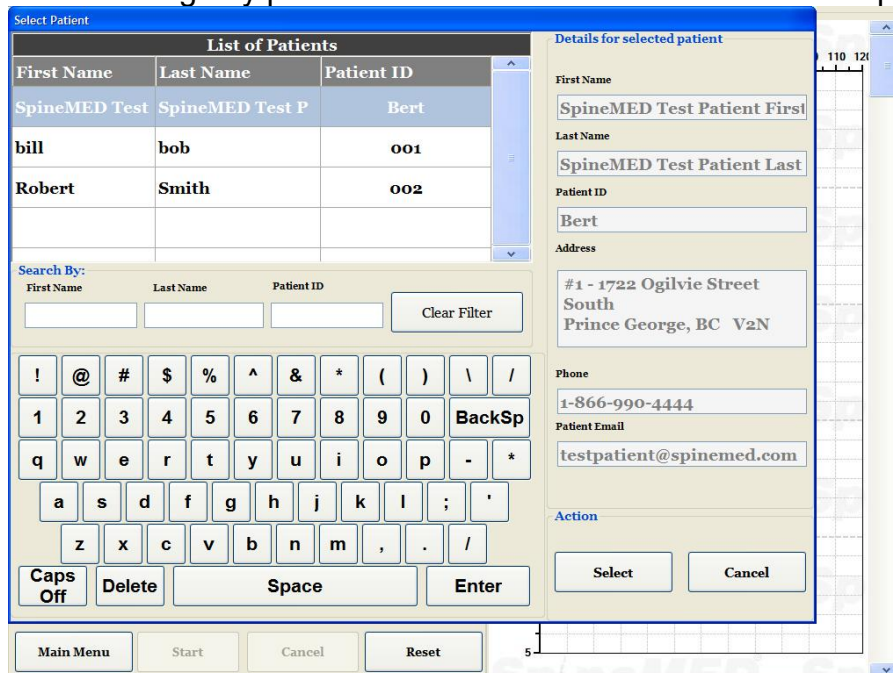 Select Patient
List of Patients
First Name Last Name Patient ID
SpineMED Test SpineMED Test P Bert
bill bob 001
Robert Smith 002
Search By:
First Name Last Name Patient ID
Clear Filter
! @ # $ % ^ & * ( ) \ /
1 2 3 4 5 6 7 8 9 0 BackSp
q w e r t y u i o p - *
a s d f g h j k l ; '
z x c v b n m , . /
Caps Off Delete Space Enter
Details for selected patient
First Name
SpineMED Test Patient First
Last Name
SpineMED Test Patient Last
Patient ID
Bert
Address
#1 - 1722 Ogilvie Street
South
Prince George, BC V2N
Phone
1-866-990-4444
Patient Email
testpatient@spinemed.com
Action
Select Cancel
110 120
Main Menu Start Cancel Reset
5
SpineMED